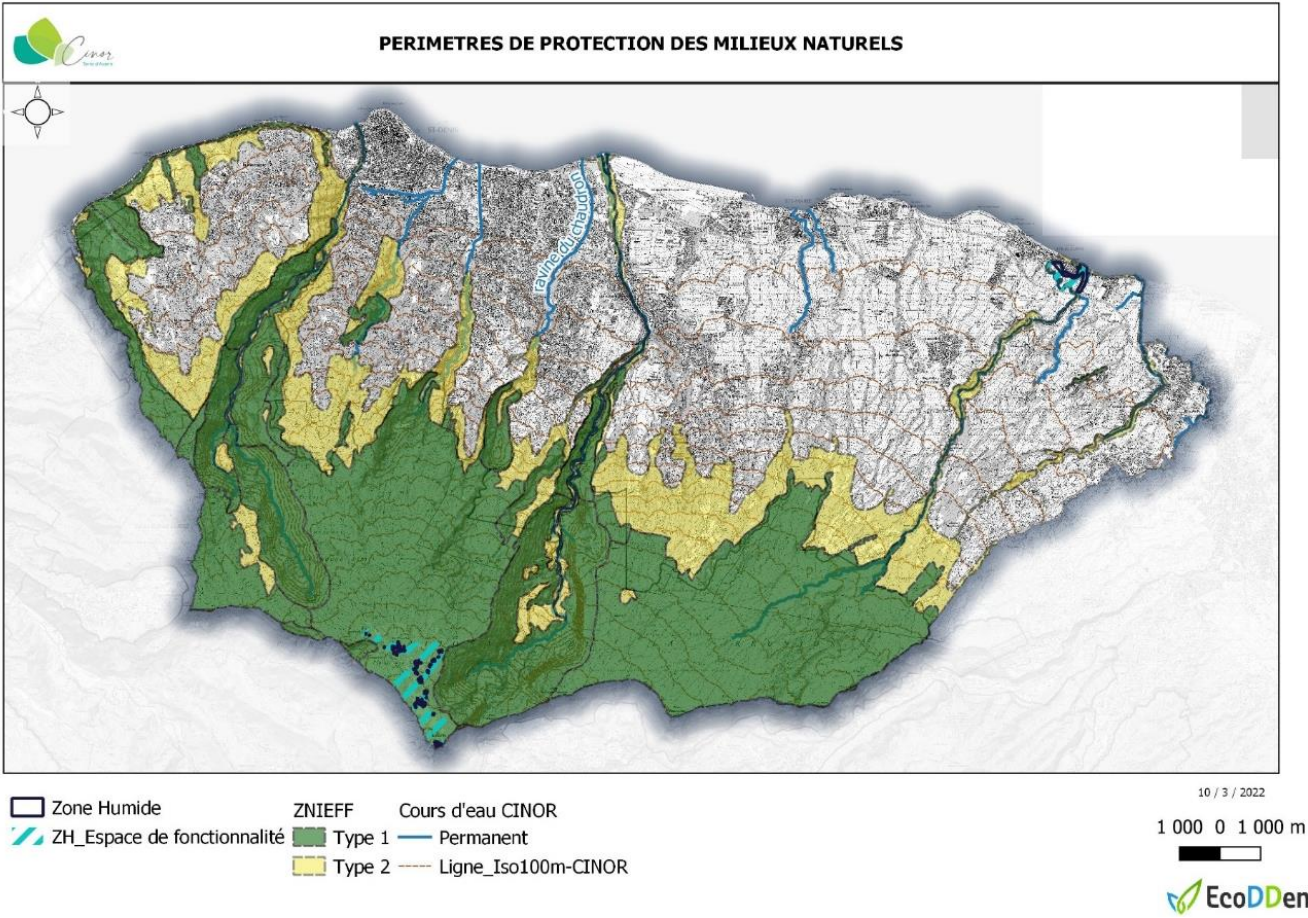 Cinor
PERIMETRES DE PROTECTION DES MILIEUX NATURELS
ravine du chaudron
10 / 3 / 2022
Zone Humide
ZH_Espace de fonctionnalité
ZNIEFF
Type 1
Type 2
Cours d'eau CINOR
Permanent
Ligne_Iso100m-CINOR
1 000 0 1 000 m
EcoDDen